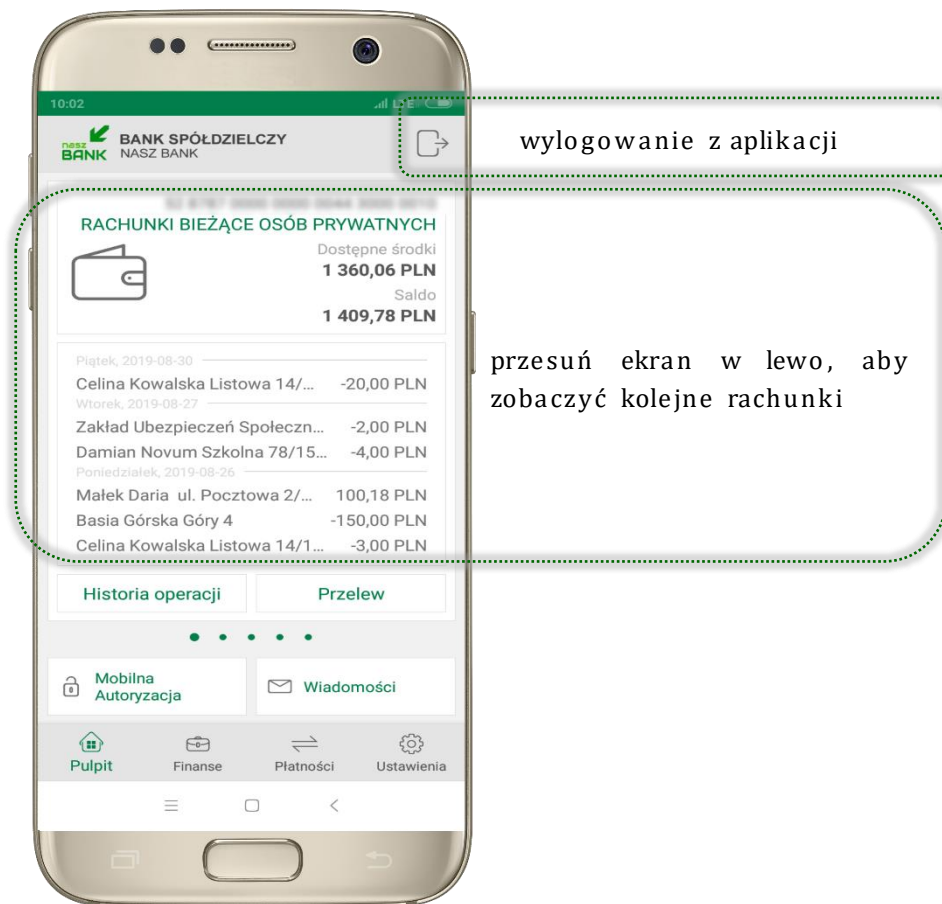 10:02
LTE
nasz BANK
BANK SPÓŁDZIELCZY
NASZ BANK
wylogowanie z aplikacji
RACHUNKI BIEŻĄCE OSÓB PRYWATNYCH
Dostępne środki
1 360,06 PLN
Saldo
1 409,78 PLN
Piątek, 2019-08-30
Celina Kowalska Listowa 14/... -20,00 PLN
Wtorek, 2019-08-27
Zakład Ubezpieczeń Społeczn... -2,00 PLN
Damian Novum Szkolna 78/15... -4,00 PLN
Poniedziałek, 2019-08-26
Małek Daria ul. Pocztowa 2/... 100,18 PLN
Basia Górska Góry 4 -150,00 PLN
Celina Kowalska Listowa 14/1... -3,00 PLN
przesuń ekran w lewo, aby
zobaczyć kolejne rachunki
Historia operacji Przelew
Mobilna
Autoryzacja
Wiadomości
Pulpit Finanse Płatności Ustawienia